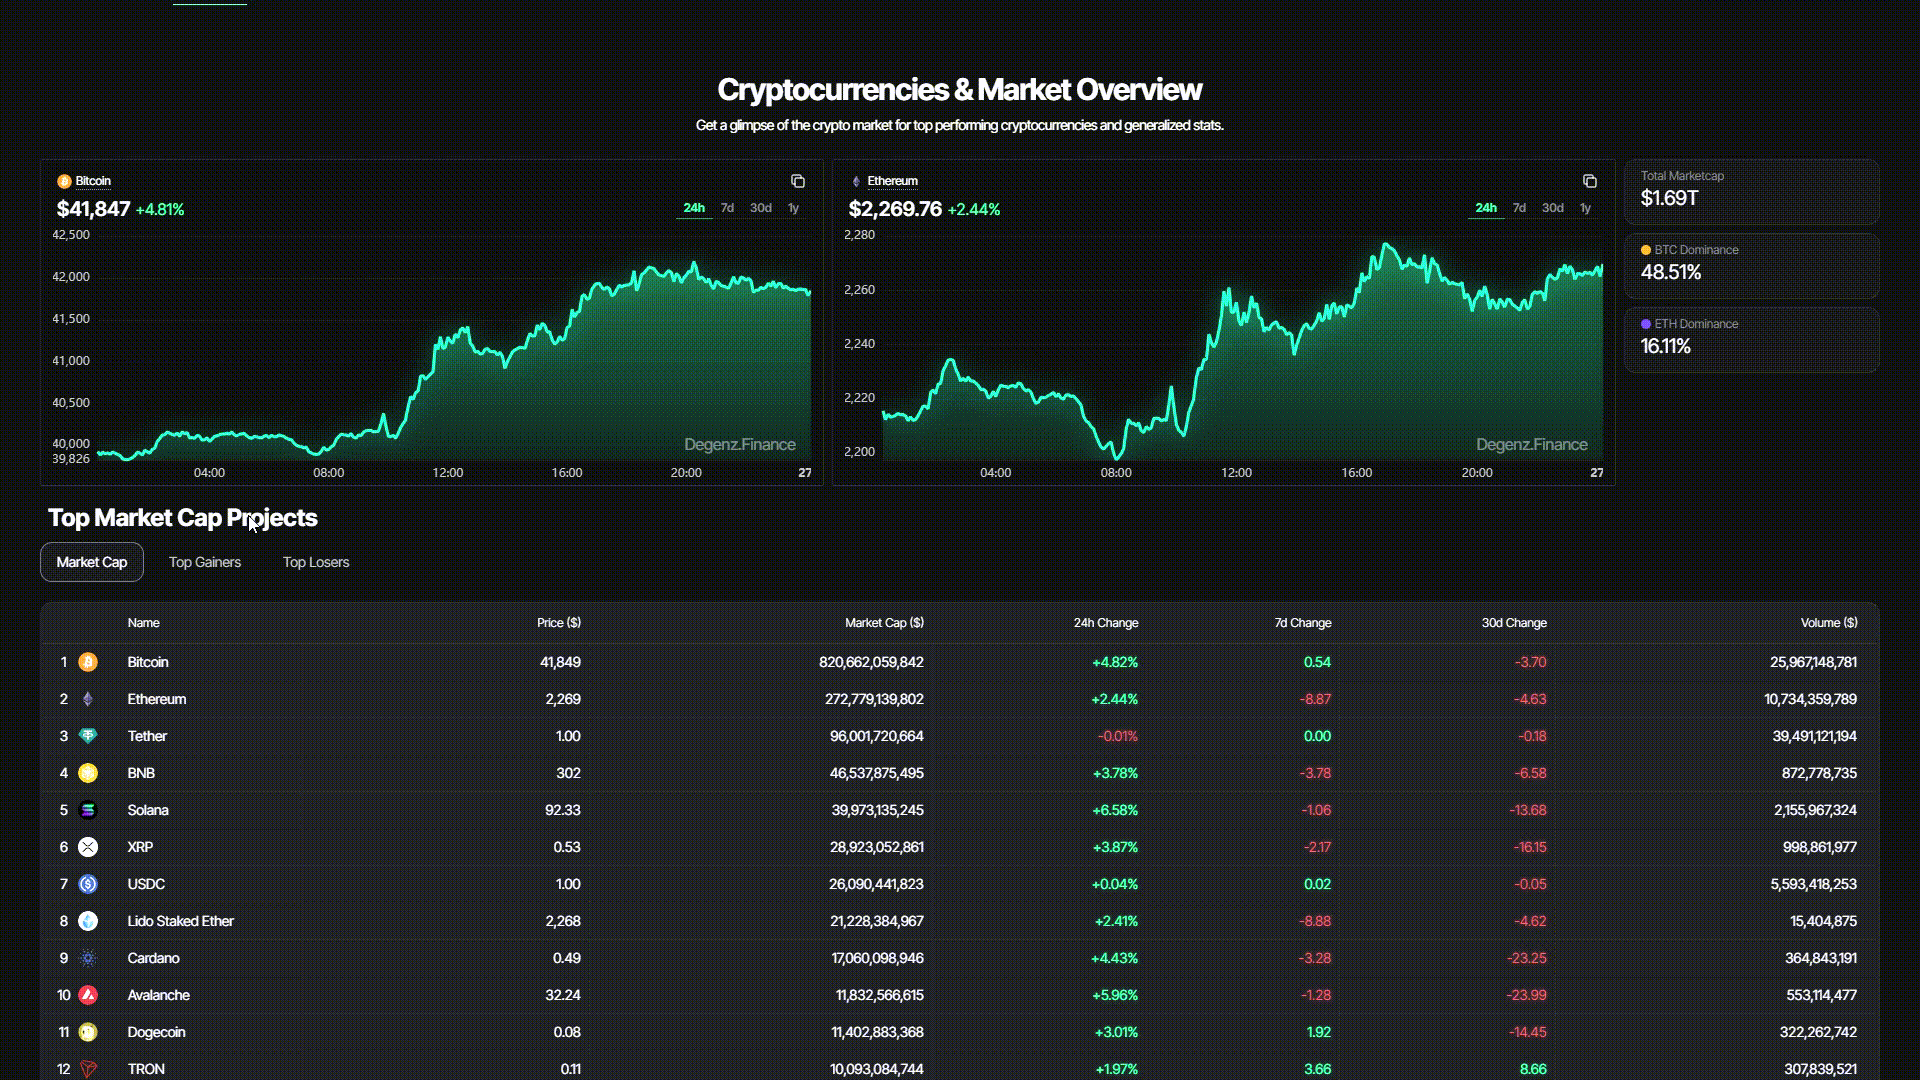 Cryptocurrencies & Market Overview
Get a glimpse of the crypto market for top performing cryptocurrencies and generalized stats.
Bitcoin
$41,847 +4.81%
24h 7d 30d 1y
42,500
42,000
41,500
41,000
40,500
40,000
39,826
Degenz.Finance
04:00 08:00 12:00 16:00 20:00 27
Ethereum
$2,269.76 +2.44%
24h 7d 30d 1y
2,280
2,260
2,240
2,220
2,200
Degenz.Finance
04:00 08:00 12:00 16:00 20:00 27
Total Marketcap
$1.69T
BTC Dominance
48.51%
ETH Dominance
16.11%
Top Market Cap Projects
Market Cap Top Gainers Top Losers
Name Price ($) Market Cap ($) 24h Change 7d Change 30d Change Volume ($)
1 Bitcoin 41,849 820,662,059,842 +4.82% 0.54 -3.70 25,967,148,781
2 Ethereum 2,269 272,779,139,802 +2.44% -8.87 -4.63 10,734,359,789
3 Tether 1.00 96,001,720,664 -0.01% 0.00 -0.18 39,491,121,194
4 BNB 302 46,537,875,495 +3.78% -3.78 -6.58 872,778,735
5 Solana 92.33 39,973,135,245 +6.58% -1.06 -13.68 2,155,967,324
6 XRP 0.53 28,923,052,861 +3.87% -2.17 -16.15 998,861,977
7 USDC 1.00 26,090,441,823 +0.04% 0.02 -0.05 5,593,418,253
8 Lido Staked Ether 2,268 21,228,384,967 +2.41% -8.88 -4.62 15,404,875
9 Cardano 0.49 17,060,098,946 +4.43% -3.28 -23.25 364,843,191
10 Avalanche 32.24 11,832,566,615 +5.96% -1.28 -23.99 553,114,477
11 Dogecoin 0.08 11,402,883,368 +3.01% 1.92 -14.45 322,262,742
12 TRON 0.11 10,093,084,744 +1.97% 3.66 8.66 307,839,521